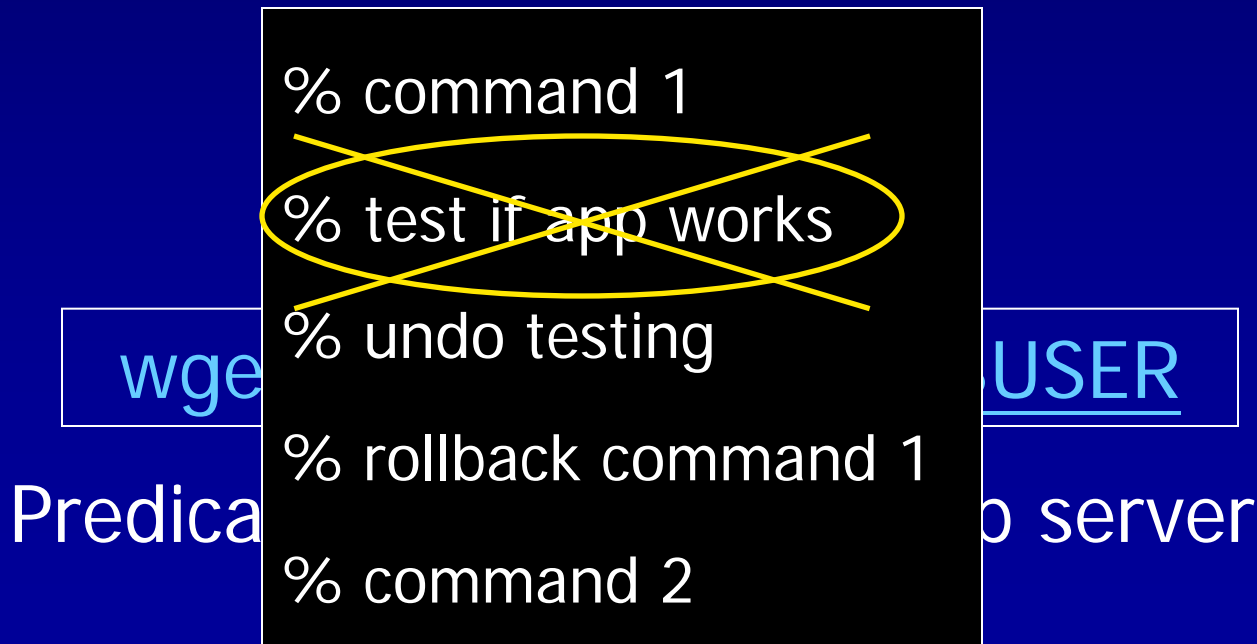 % command 1
% test if app works
% undo testing
wge USER
% rollback command 1
Predica server
% command 2